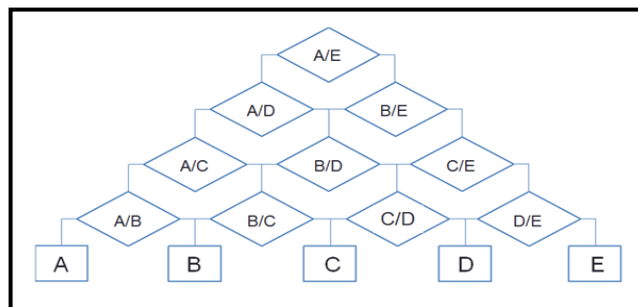 A/E
A/D B/E
A/C B/D C/E
A/B B/C C/D D/E
A B C D E